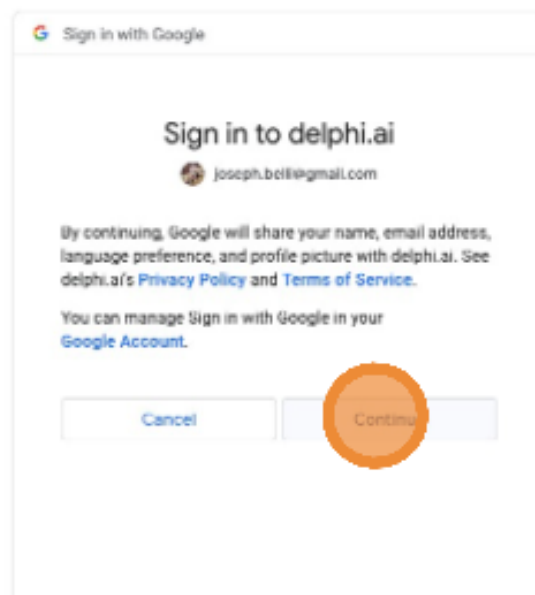 Sign in with Google
Sign in to delphi.ai
joseph.belli@gmail.com
By continuing, Google will share your name, email address,
language preference, and profile picture with delphi.ai. See
delphi.ai's Privacy Policy and Terms of Service.
You can manage Sign in with Google in your
Google Account.
Cancel
Continu